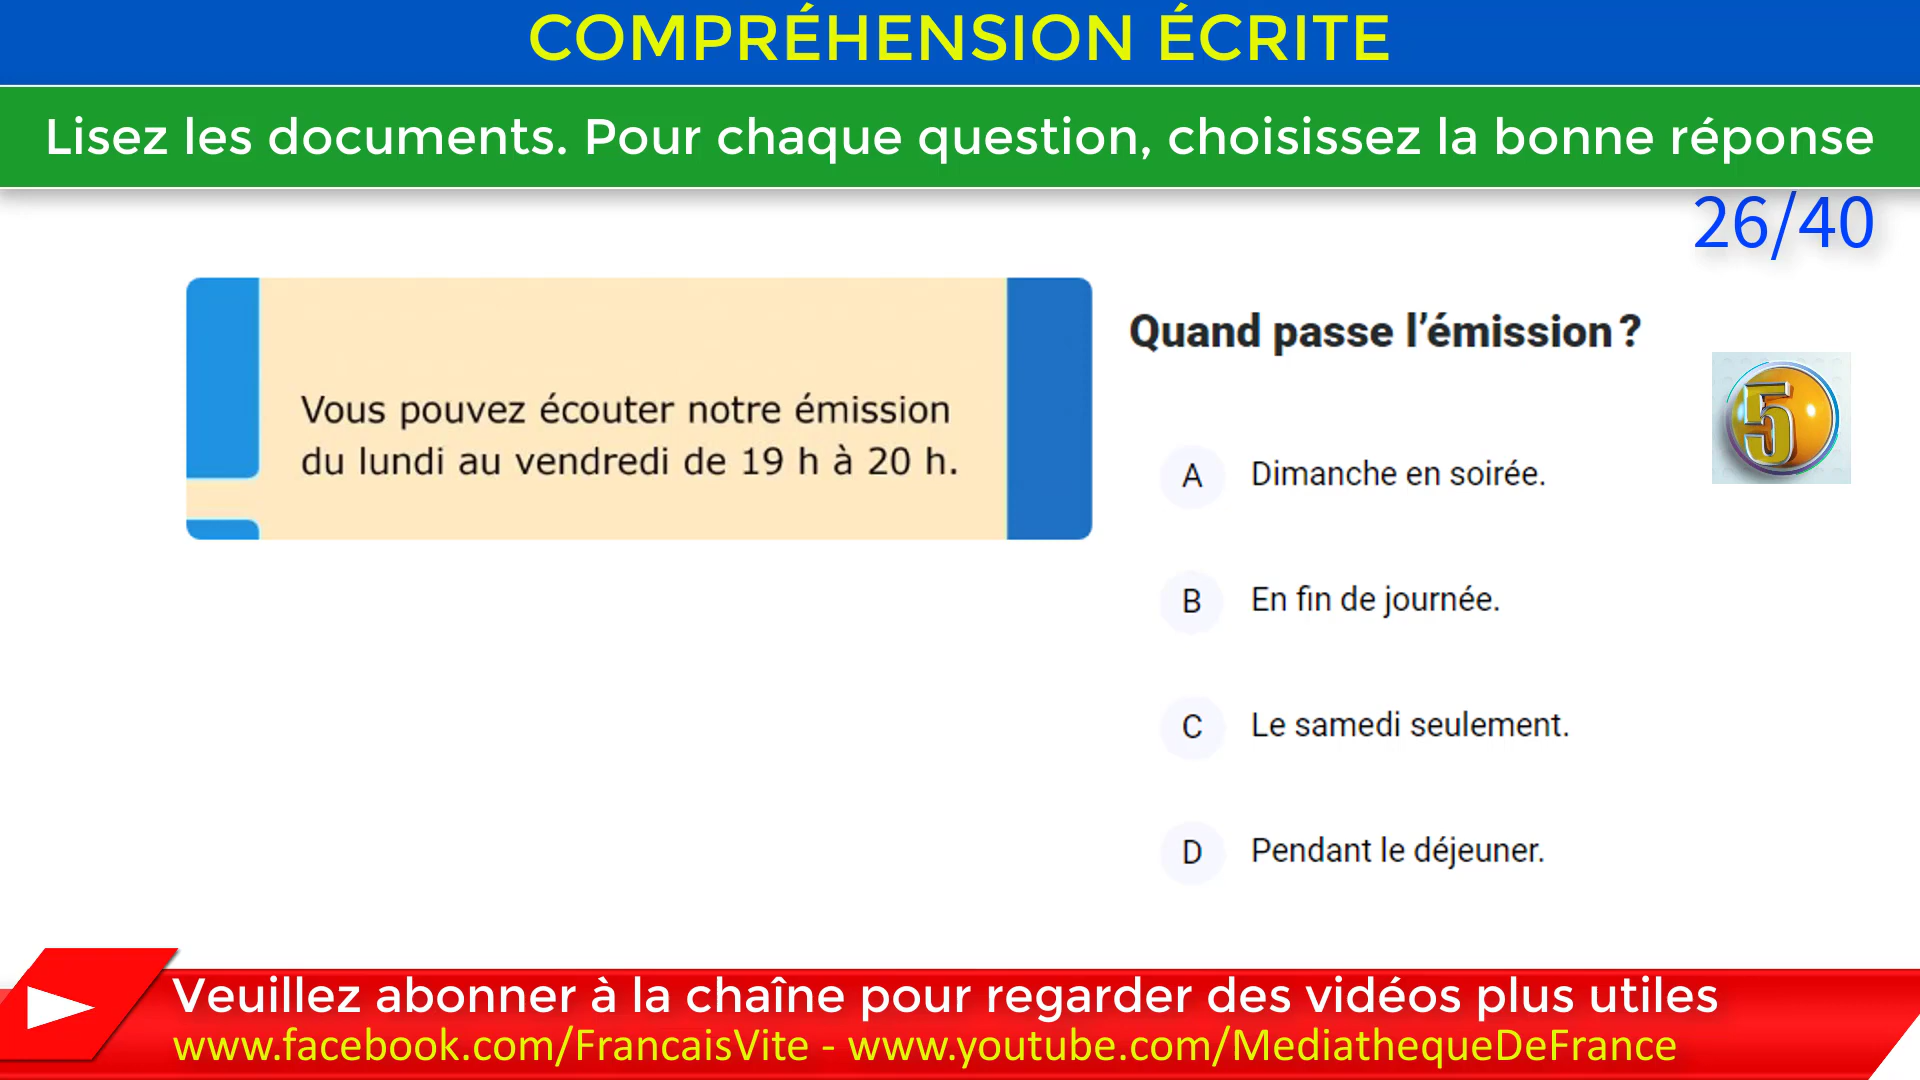 COMPRÉHENSION ÉCRITE
Lisez les documents. Pour chaque question, choisissez la bonne réponse
26/40
Vous pouvez écouter notre émission
du lundi au vendredi de 19 h à 20 h.
Quand passe l’émission ?
5
A Dimanche en soirée.
B En fin de journée.
C Le samedi seulement.
D Pendant le déjeuner.
Veuillez abonner à la chaîne pour regarder des vidéos plus utiles
www.facebook.com/FrancaisVite - www.youtube.com/MediathequeDeFrance